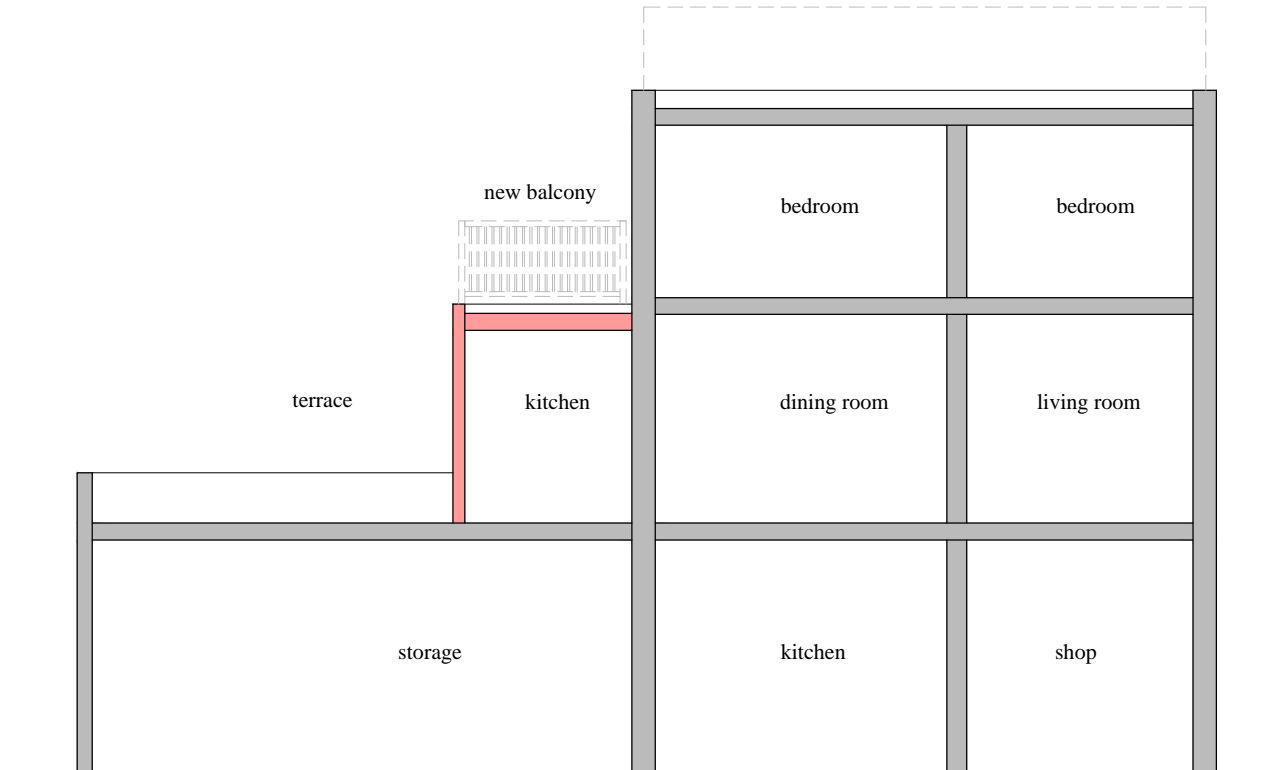 new balcony
bedroom
bedroom
terrace
kitchen
dining room
living room
storage
kitchen
shop